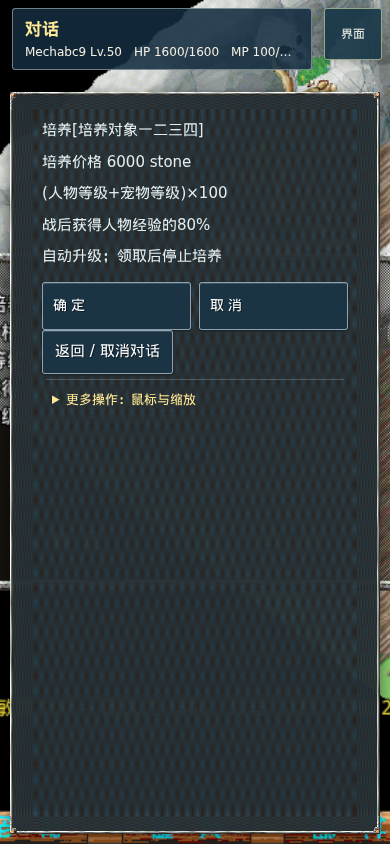 对话
Mechabc9 Lv.50 HP 1600/1600 MP 100/...
界面
培养[培养对象一二三四]
培养价格 6000 stone
(人物等级+宠物等级)×100
战后获得人物经验的80%
自动升级；领取后停止培养
确 定
取 消
返回 / 取消对话
▶ 更多操作：鼠标与缩放